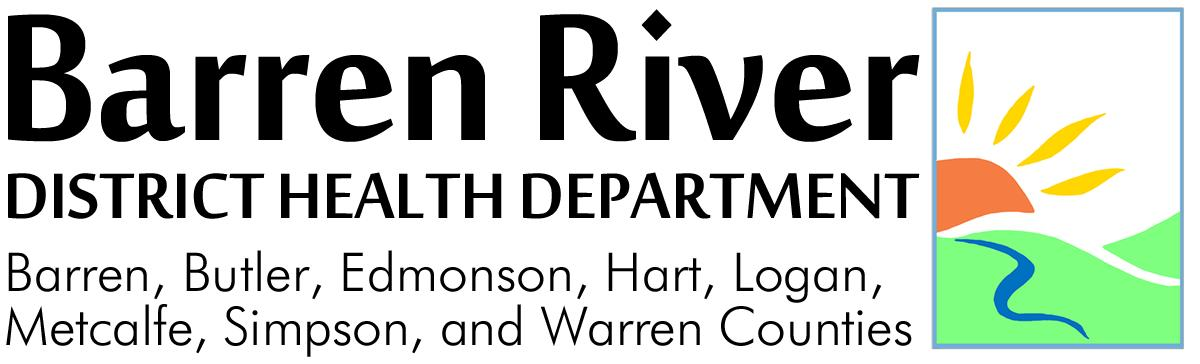 Barren River
DISTRICT HEALTH DEPARTMENT
Barren, Butler, Edmonson, Hart, Logan,
Metcalfe, Simpson, and Warren Counties